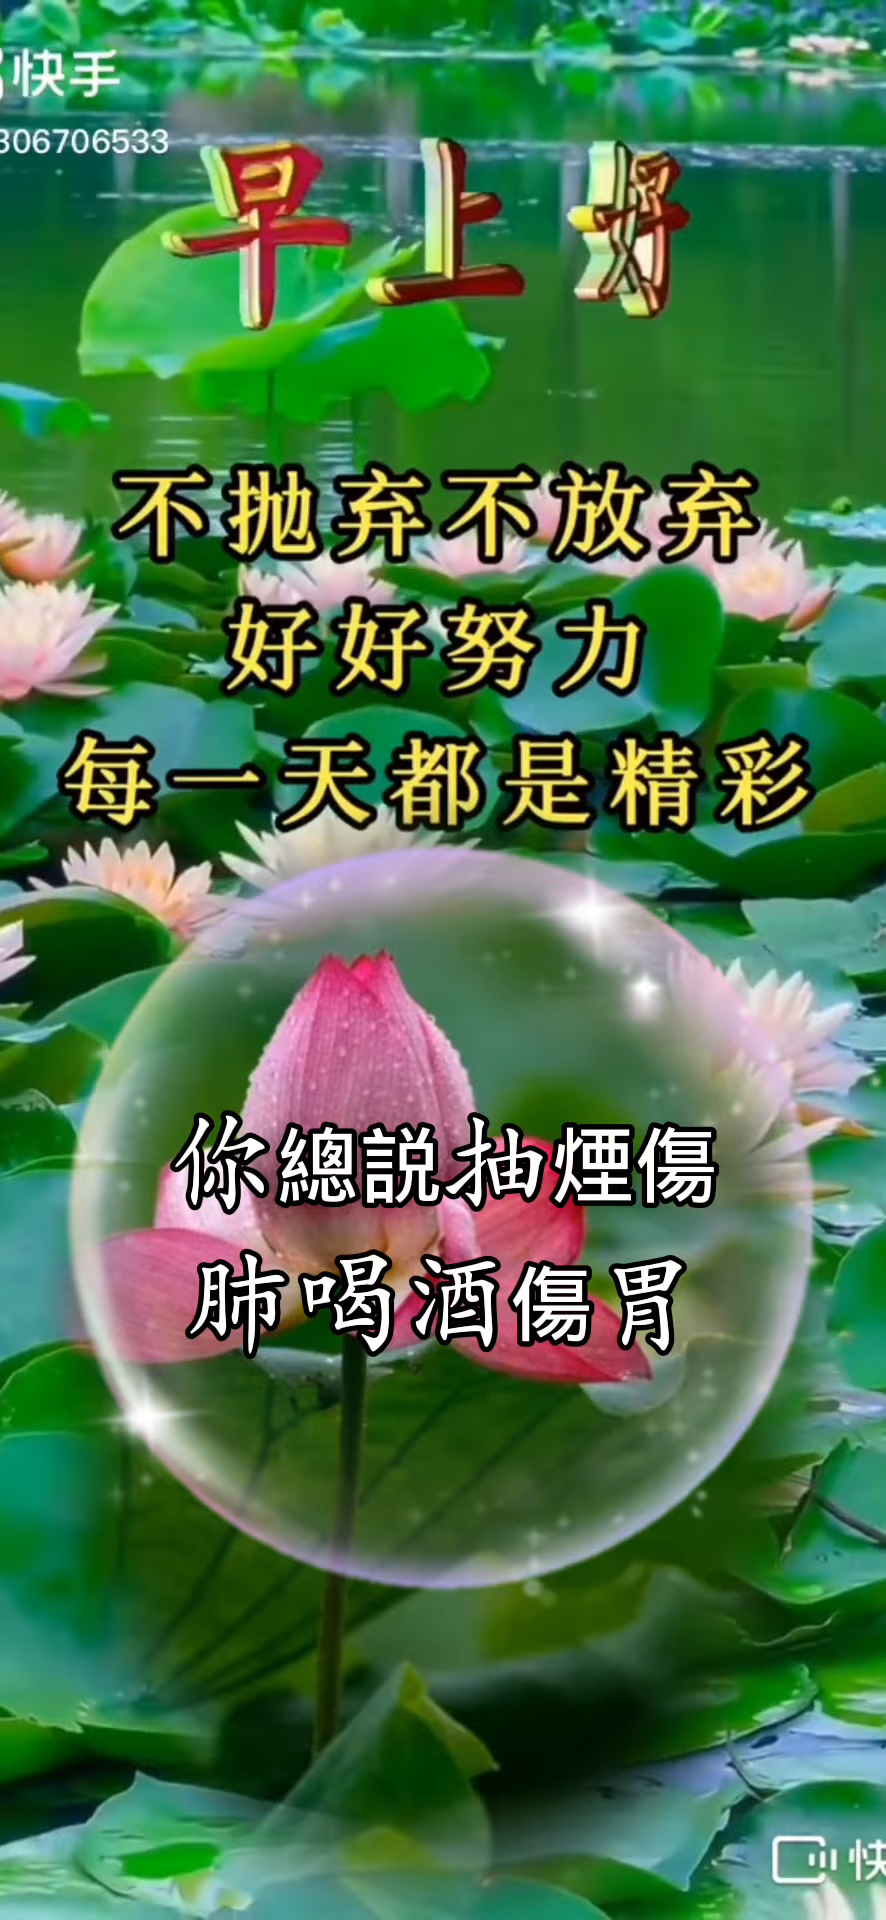 快手
306706533
早上好
不抛弃不放弃
好好努力
每一天都是精彩
你總説抽煙傷
肺喝酒傷胃
快